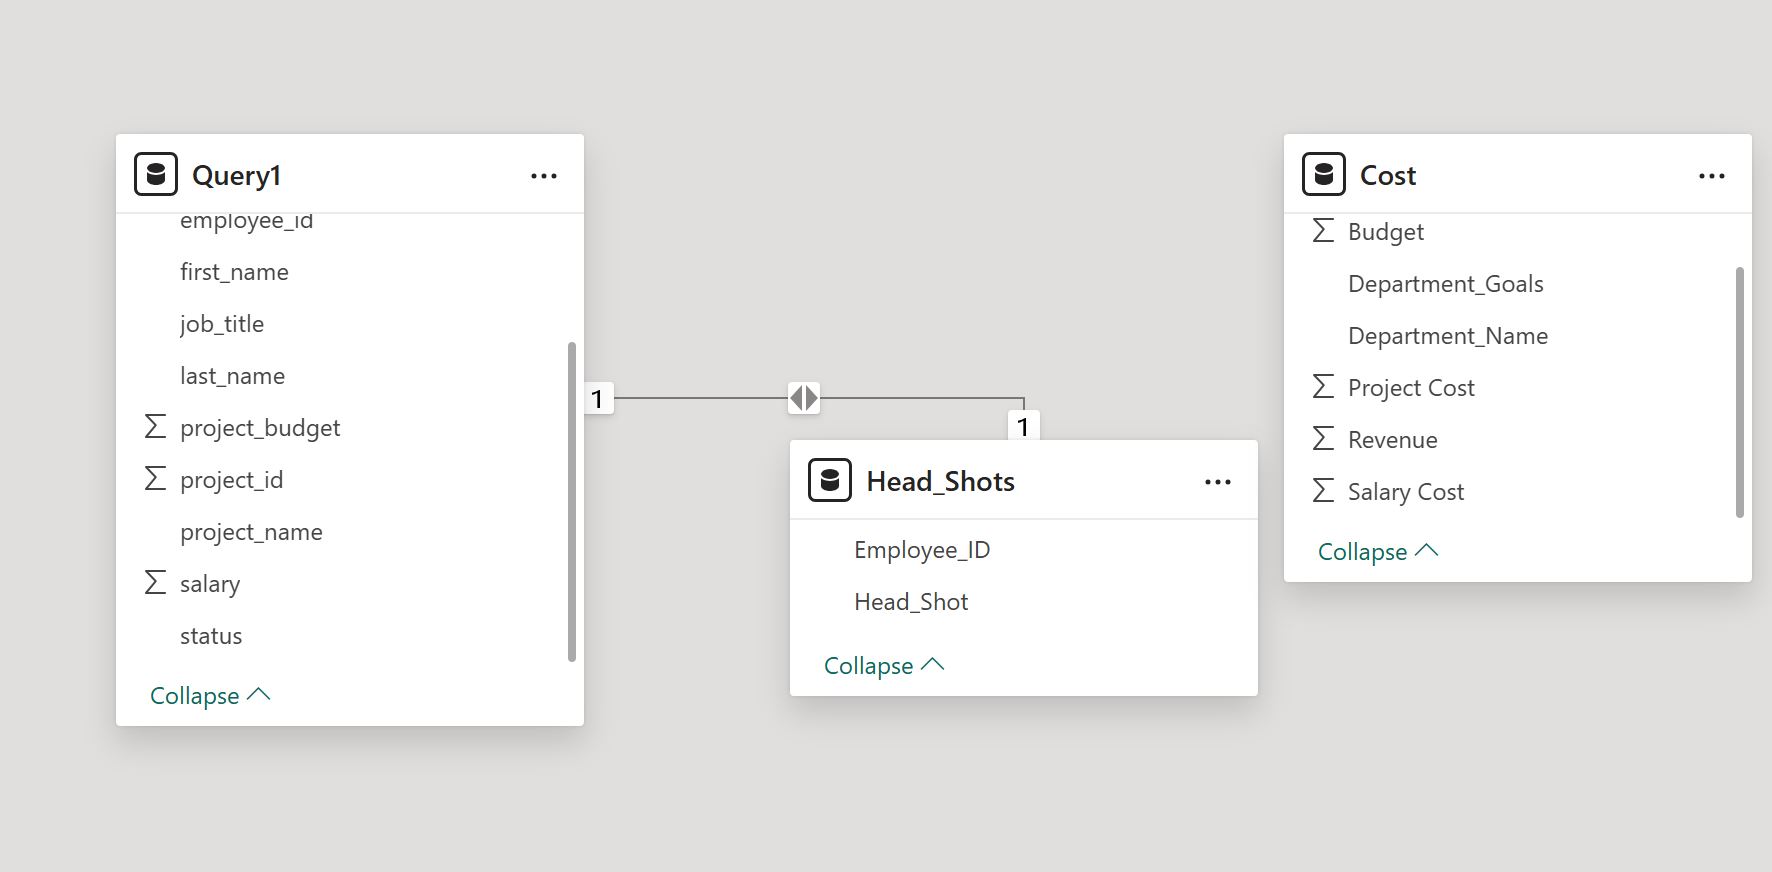 Query1
employee_id
first_name
job_title
last_name
Σ project_budget
Σ project_id
project_name
Σ salary
status
Collapse
1
1
Head_Shots
Employee_ID
Head_Shot
Collapse
Cost
Σ Budget
Department_Goals
Department_Name
Σ Project Cost
Σ Revenue
Σ Salary Cost
Collapse